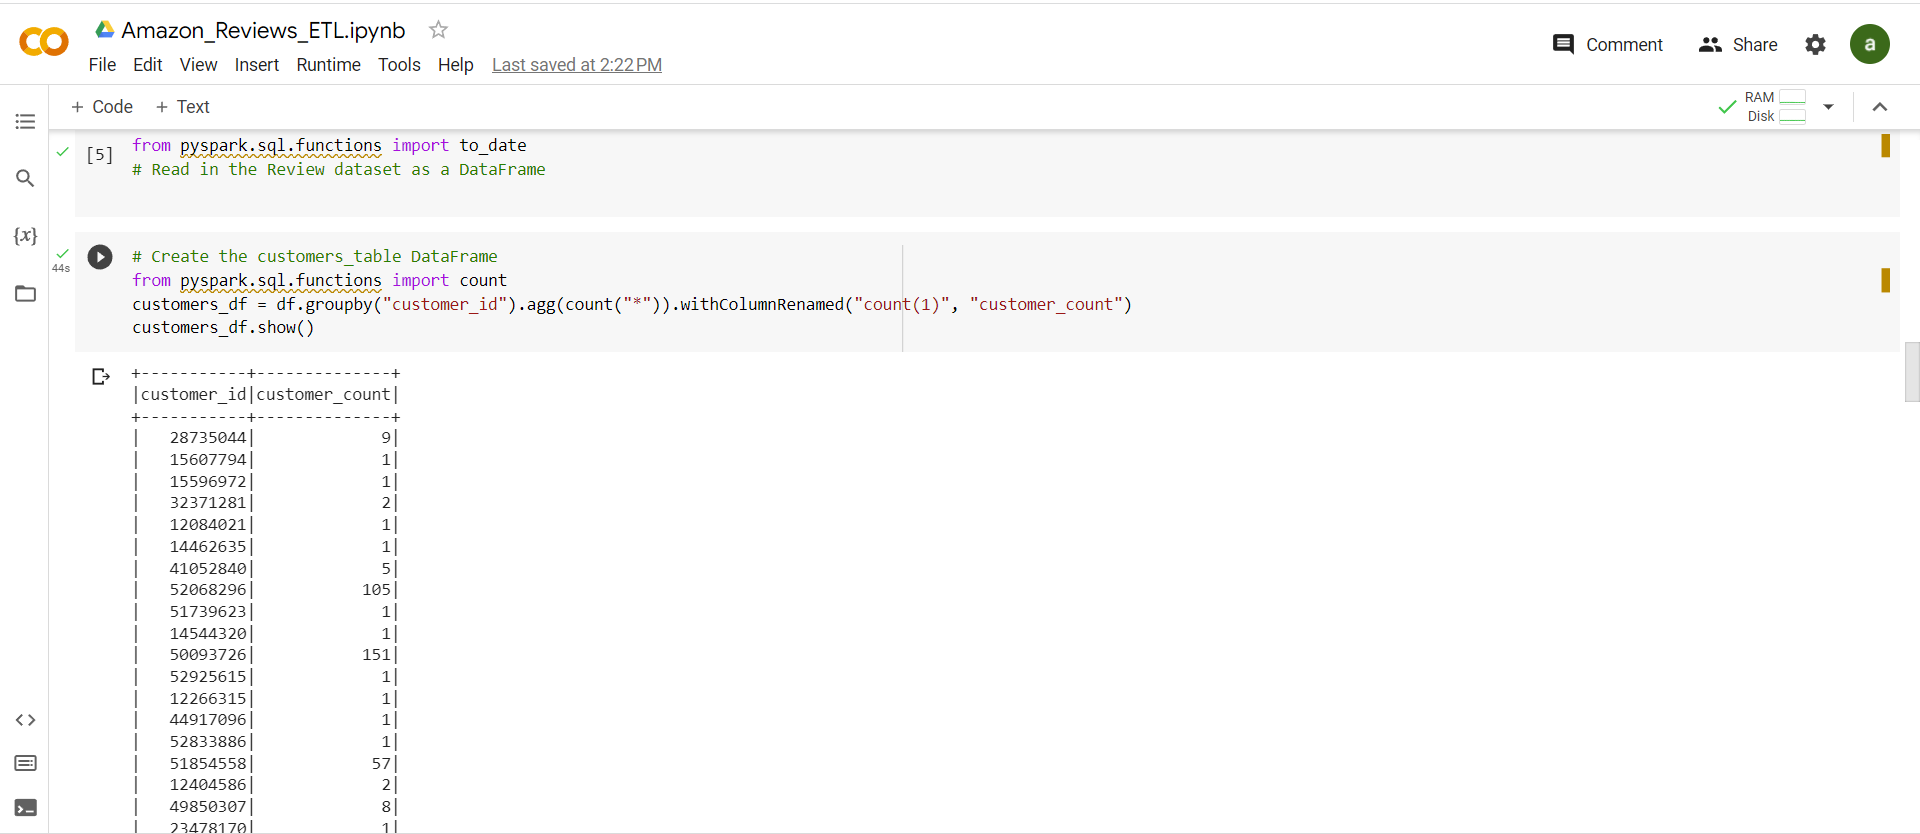 Amazon_Reviews_ETL.ipynb
File Edit View Insert Runtime Tools Help Last saved at 2:22 PM
Comment Share a
+ Code + Text
RAM
Disk
[5]
from pyspark.sql.functions import to_date
# Read in the Review dataset as a DataFrame
{x}
44s
# Create the customers_table DataFrame
from pyspark.sql.functions import count
customers_df = df.groupby("customer_id").agg(count("*")).withColumnRenamed("count(1)", "customer_count")
customers_df.show()
+-----------+--------------+
|customer_id|customer_count|
+-----------+--------------+
|   28735044|             9|
|   15607794|             1|
|   15596972|             1|
|   32371281|             2|
|   12084021|             1|
|   14462635|             1|
|   41052840|             5|
|   52068296|           105|
|   51739623|             1|
|   14544320|             1|
|   50093726|           151|
|   52925615|             1|
|   12266315|             1|
|   44917096|             1|
|   52833886|             1|
|   51854558|            57|
|   12404586|             2|
|   49850307|             8|
|   23478170|             1|